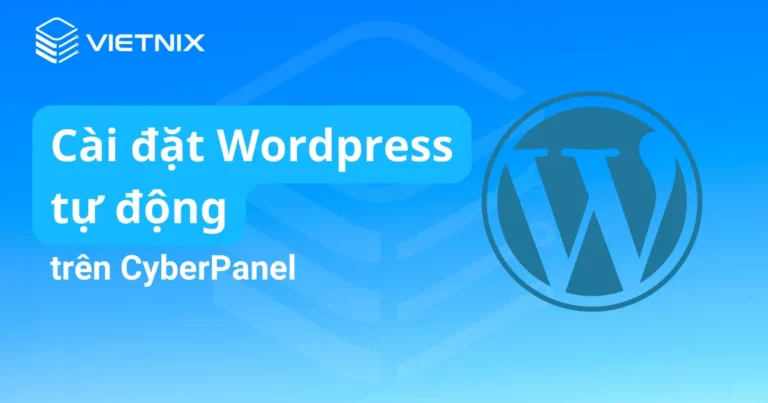 VIETNIX
Cài đặt Wordpress
tự động
trên CyberPanel